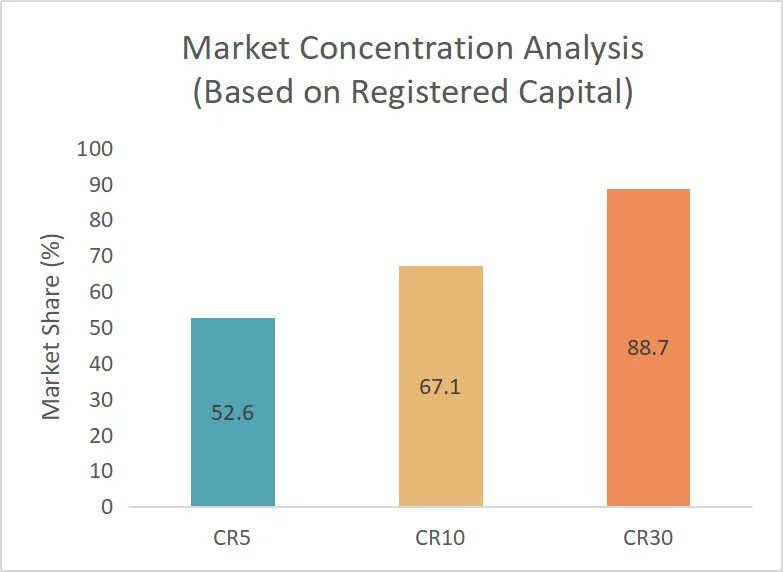 Market Concentration Analysis
(Based on Registered Capital)
Market Share (%)
100
90
80
70
60
50
40
30
20
10
0
52.6
67.1
88.7
CR5
CR10
CR30